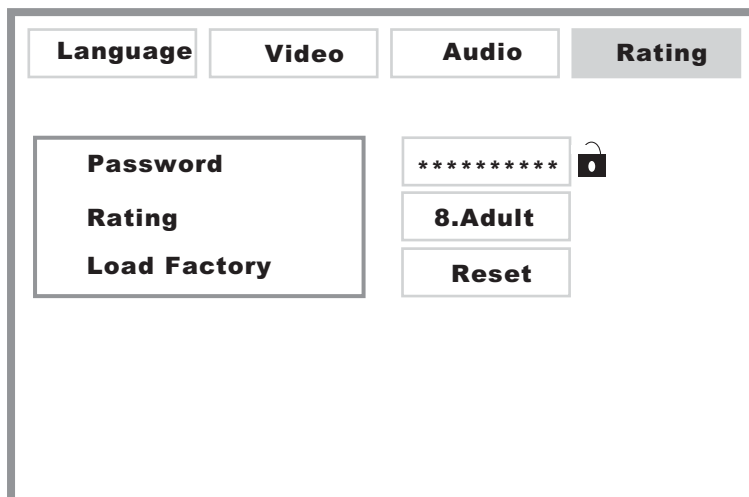 Language Video Audio Rating
Password **********
Rating 8.Adult
Load Factory Reset